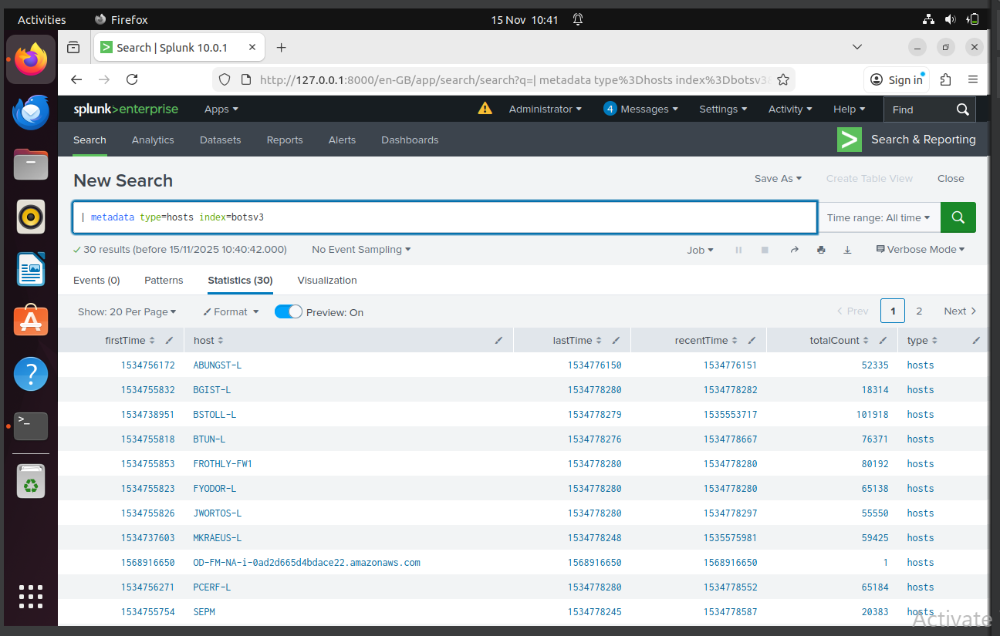 Activities Firefox 15 Nov 10:41
Search | Splunk 10.0.1
http://127.0.0.1:8000/en-GB/app/search/search?q=| metadata type%3Dhosts index%3Dbotsv3& Sign in
splunk>enterprise Apps Administrator 4 Messages Settings Activity Help Find
Search Analytics Datasets Reports Alerts Dashboards Search & Reporting
New Search Save As Create Table View Close
| metadata type=hosts index=botsv3 Time range: All time
30 results (before 15/11/2025 10:40:42.000) No Event Sampling Job Verbose Mode
Events (0) Patterns Statistics (30) Visualization
Show: 20 Per Page Format Preview: On Prev 1 2 Next
firstTime host lastTime recentTime totalCount type
1534756172 ABUNGST-L 1534776150 1534776151 52335 hosts
1534755832 BGIST-L 1534778280 1534778282 18314 hosts
1534738951 BSTOLL-L 1534778279 1535553717 101918 hosts
1534755818 BTUN-L 1534778276 1534778667 76371 hosts
1534755853 FROTHLY-FW1 1534778280 1534778280 80192 hosts
1534755823 FYODOR-L 1534778280 1534778280 65138 hosts
1534755826 JWORTOS-L 1534778280 1534778297 55550 hosts
1534737603 MKRAEUS-L 1534778248 1535575981 59425 hosts
1568916650 OD-FM-NA-i-0ad2d665d4bdace22.amazonaws.com 1568916650 1568916650 1 hosts
1534756271 PCERF-L 1534778280 1534778552 65184 hosts
1534755754 SEPM 1534778245 1534778587 20383 hosts
Activate